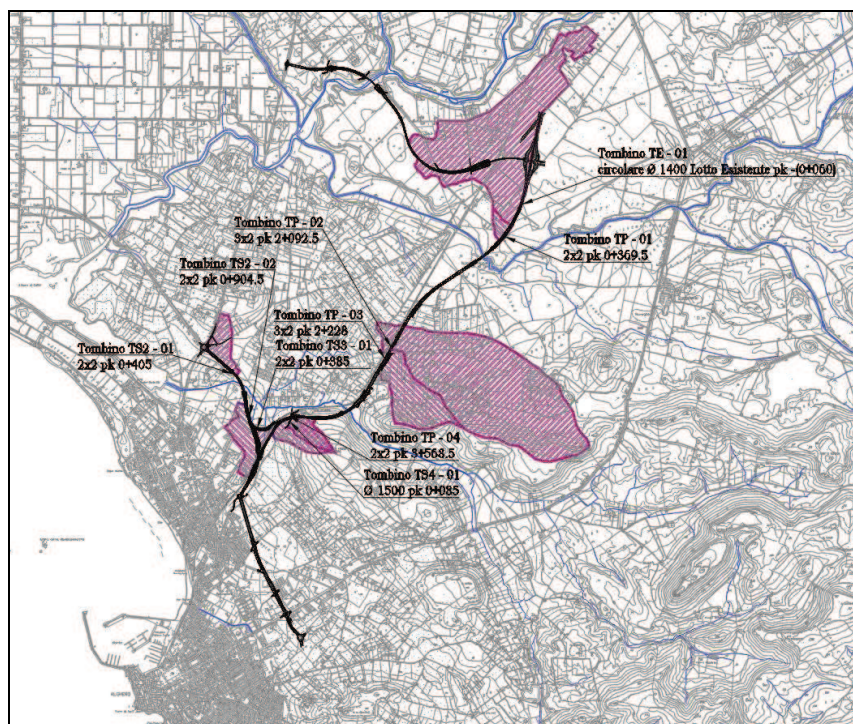 Tombino TE - 01
circolare Ø 1400 Lotto Esistente pk -(0+060)
Tombino TP - 02
3x2 pk 2+092.5
Tombino TP - 01
2x2 pk 0+369.5
Tombino TS2 - 02
2x2 pk 0+904.5
Tombino TP - 03
3x2 pk 2+228
Tombino TS3 - 01
2x2 pk 0+385
Tombino TS2 - 01
2x2 pk 0+405
Tombino TP - 04
2x2 pk 3+568.5
Tombino TS4 - 01
Ø 1500 pk 0+085
ALGHERO